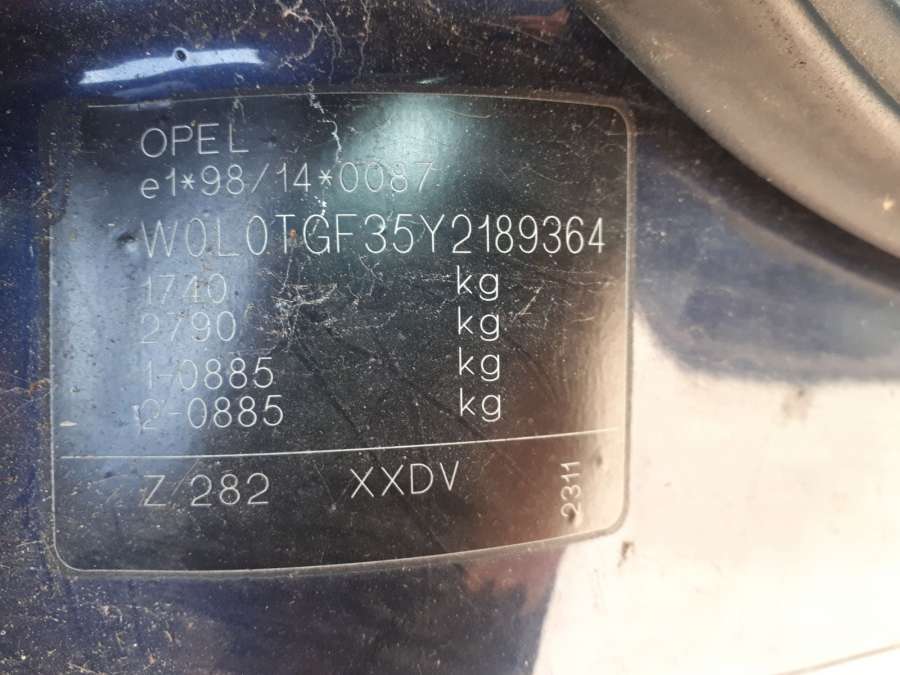 OPEL
e1*98/14*0087
W0L0TGF35Y2189364
1740 kg
2790 kg
1-0885 kg
2-0885 kg
Z 282 XXDV
2311